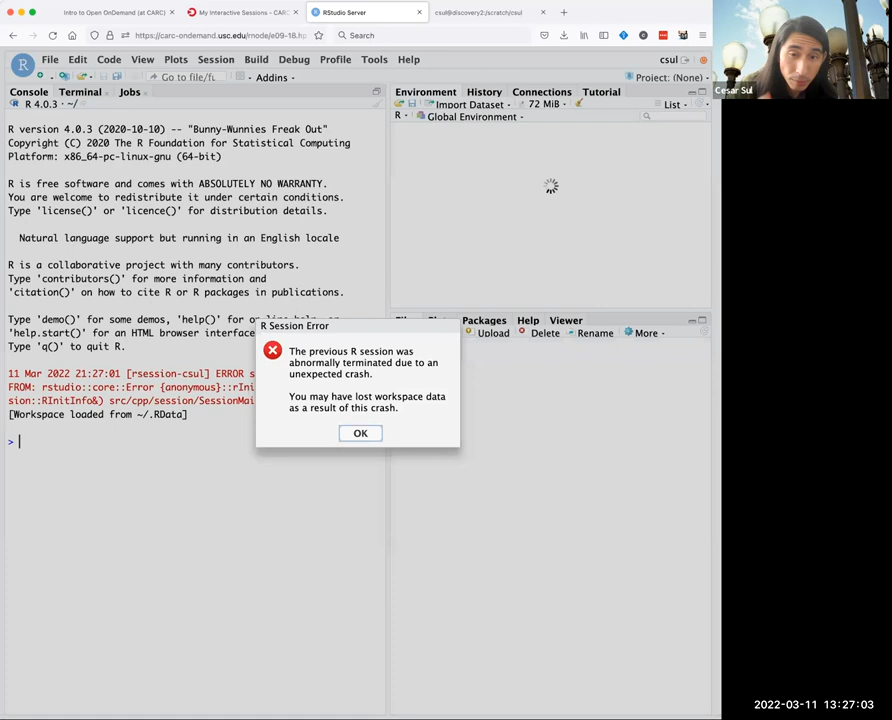 Intro to Open OnDemand (at CARC)
My Interactive Sessions - CARC
RStudio Server
csul@discovery2:/scratch/csul
https://carc-ondemand.usc.edu/rnode/e09-18.hp
Search
File Edit Code View Plots Session Build Debug Profile Tools Help
csul
Go to file/fu
Addins
Project: (None)
Console Terminal Jobs
R 4.0.3 · ~/
R version 4.0.3 (2020-10-10) -- "Bunny-Wunnies Freak Out"
Copyright (C) 2020 The R Foundation for Statistical Computing
Platform: x86_64-pc-linux-gnu (64-bit)
R is free software and comes with ABSOLUTELY NO WARRANTY.
You are welcome to redistribute it under certain conditions.
Type 'license()' or 'licence()' for distribution details.
Natural language support but running in an English locale
R is a collaborative project with many contributors.
Type 'contributors()' for more information and
'citation()' on how to cite R or R packages in publications.
Type 'demo()' for some demos, 'help()' for on-line help, or
'help.start()' for an HTML browser interface
Type 'q()' to quit R.
11 Mar 2022 21:27:01 [rsession-csul] ERROR s
FROM: rstudio::core::Error {anonymous}::rIni
sion::RInitInfo&) src/cpp/session/SessionMai
[Workspace loaded from ~/.RData]
>
Environment History Connections Tutorial
Import Dataset 72 MiB List
R Global Environment
Packages Help Viewer
Upload Delete Rename More
R Session Error
The previous R session was
abnormally terminated due to an
unexpected crash.
You may have lost workspace data
as a result of this crash.
OK
Cesar Sul
2022-03-11 13:27:03